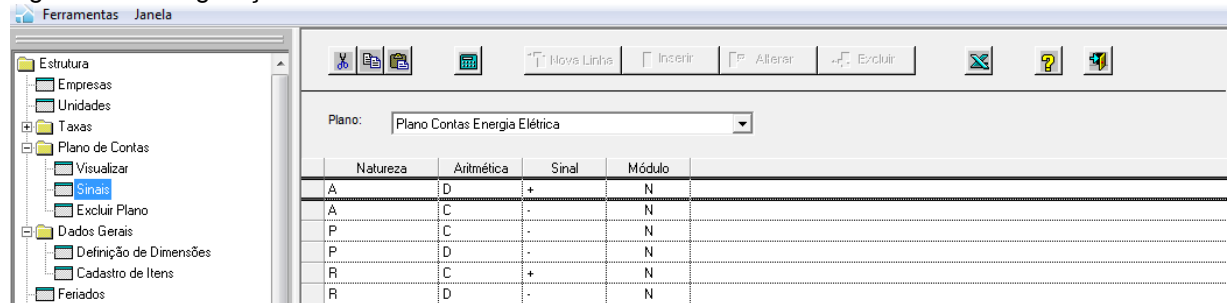 Ferramentas Janela
Estrutura
Empresas
Unidades
Taxas
Plano de Contas
Visualizar
Sinais
Excluir Plano
Dados Gerais
Definição de Dimensões
Cadastro de Itens
Feriados
Nova Linha Inserir Alterar Excluir
Plano: Plano Contas Energia Elétrica
Natureza Aritmética Sinal Módulo
A D + N
A C - N
P C - N
P D - N
R C + N
R D - N